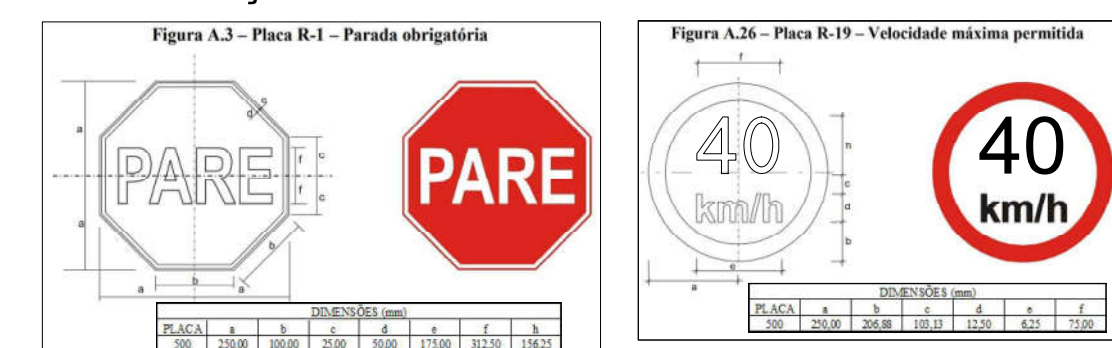 Figura A.3 – Placa R-1 – Parada obrigatória
a
a
PARE
d
e
f
f
c
c
b
b
a
a
PARE
DIMENSÕES (mm)
PLACA a b c d e f h
500 250,00 100,00 25,00 50,00 175,00 312,50 156,25
Figura A.26 – Placa R-19 – Velocidade máxima permitida
f
40
km/h
h
c
d
b
e
a
40
km/h
DIMENSÕES (mm)
PLACA a b c d e f
500 250,00 206,88 103,13 12,50 6,25 75,00